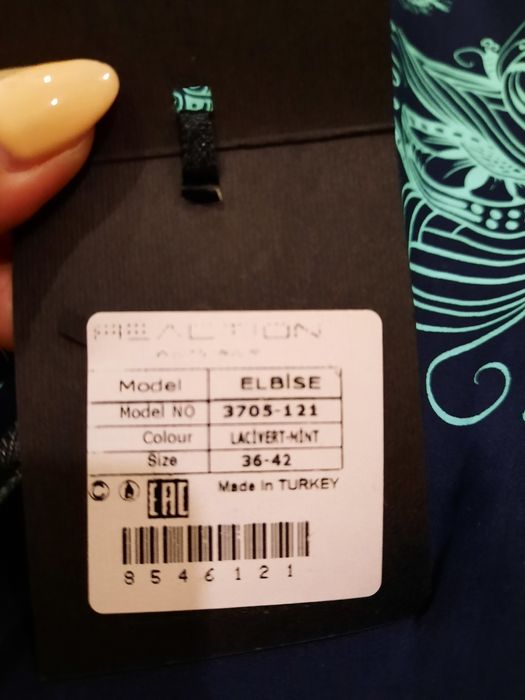 REACTION
Model ELBİSE
Model NO 3705-121
Colour LACİVERT-MİNT
Size 36-42
EAC Made in TURKEY
8546121